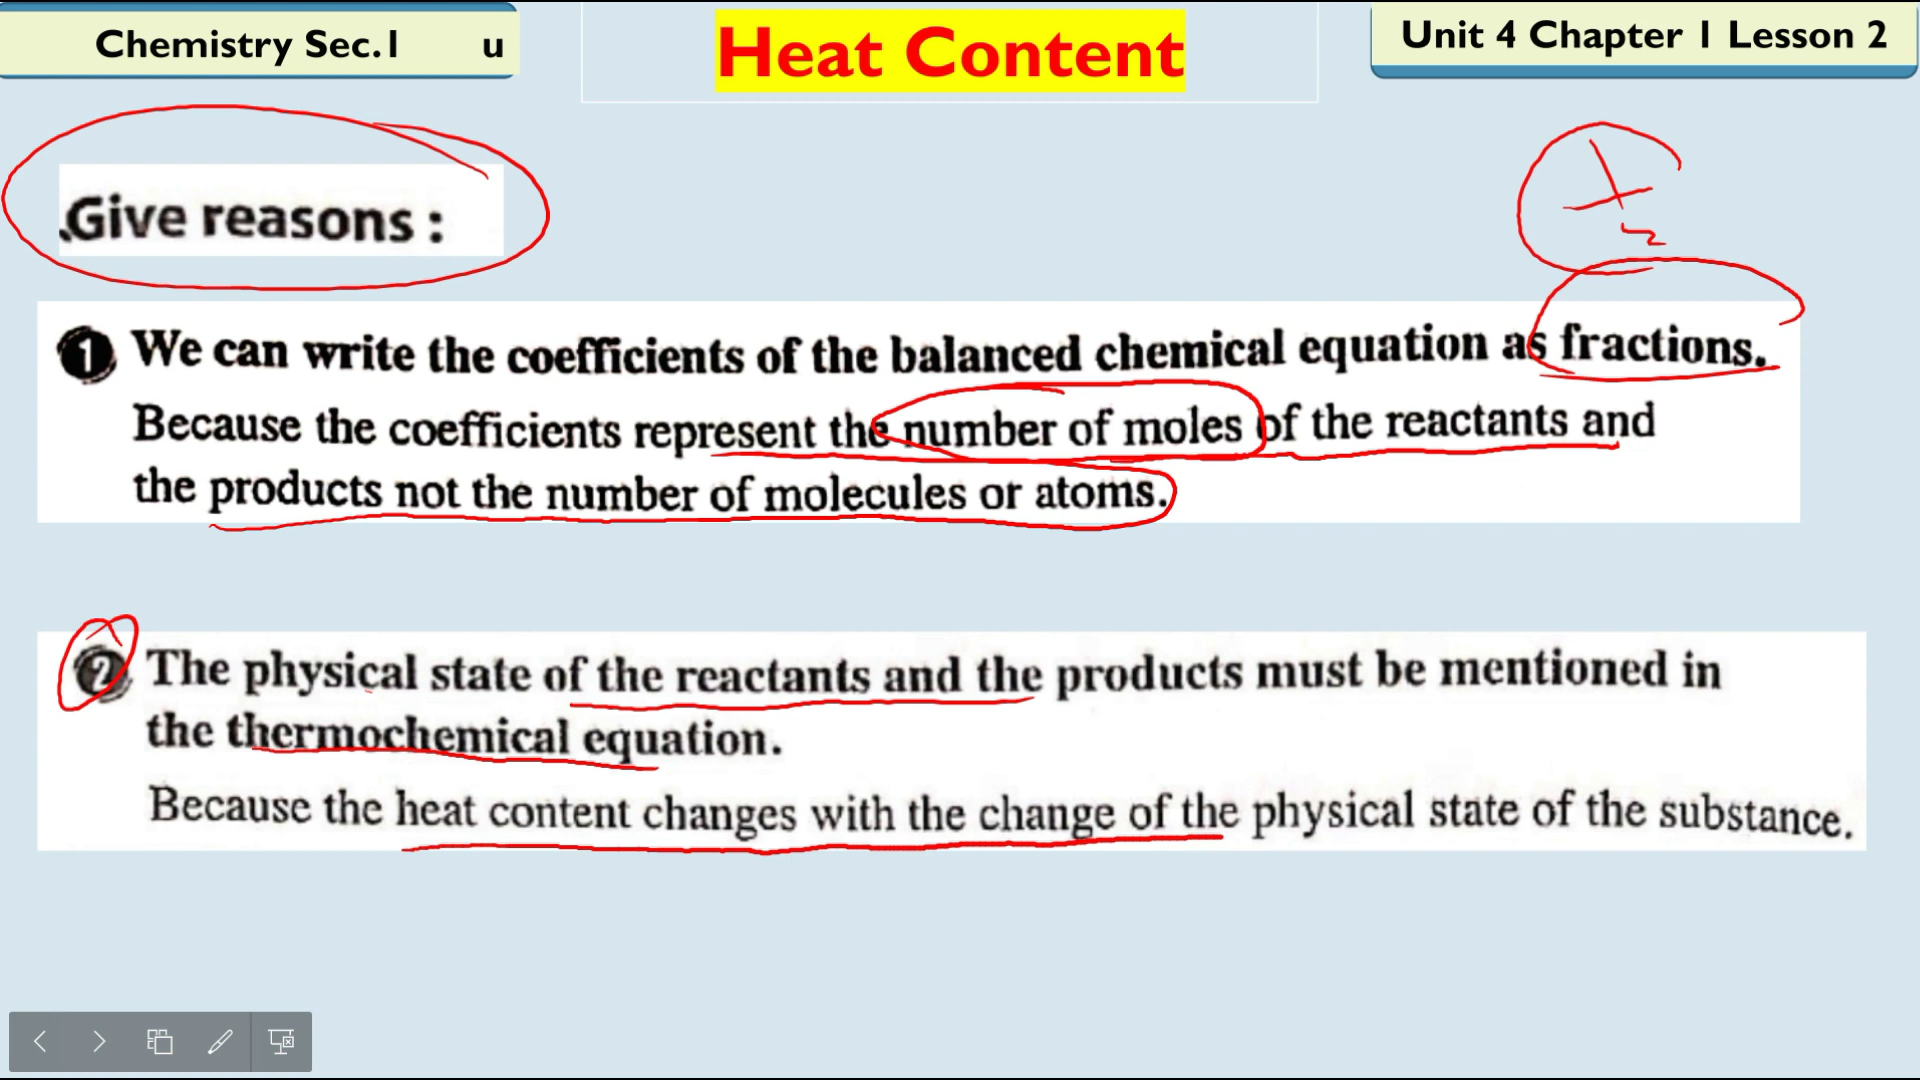 Chemistry Sec.1 u
Heat Content
Unit 4 Chapter 1 Lesson 2
Give reasons :
1 We can write the coefficients of the balanced chemical equation as fractions.
Because the coefficients represent the number of moles of the reactants and
the products not the number of molecules or atoms.
2 The physical state of the reactants and the products must be mentioned in
the thermochemical equation.
Because the heat content changes with the change of the physical state of the substance.